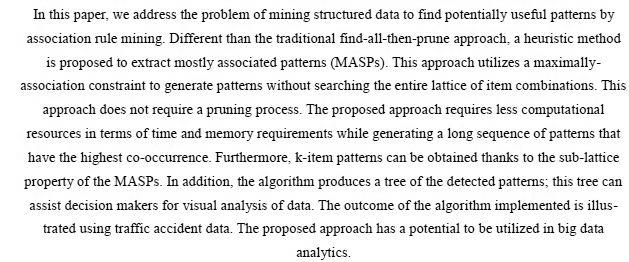 In this paper, we address the problem of mining structured data to find potentially useful patterns by
association rule mining. Different than the traditional find-all-then-prune approach, a heuristic method
is proposed to extract mostly associated patterns (MASPs). This approach utilizes a maximally-
association constraint to generate patterns without searching the entire lattice of item combinations. This
approach does not require a pruning process. The proposed approach requires less computational
resources in terms of time and memory requirements while generating a long sequence of patterns that
have the highest co-occurrence. Furthermore, k-item patterns can be obtained thanks to the sub-lattice
property of the MASPs. In addition, the algorithm produces a tree of the detected patterns; this tree can
assist decision makers for visual analysis of data. The outcome of the algorithm implemented is illus-
trated using traffic accident data. The proposed approach has a potential to be utilized in big data
analytics.